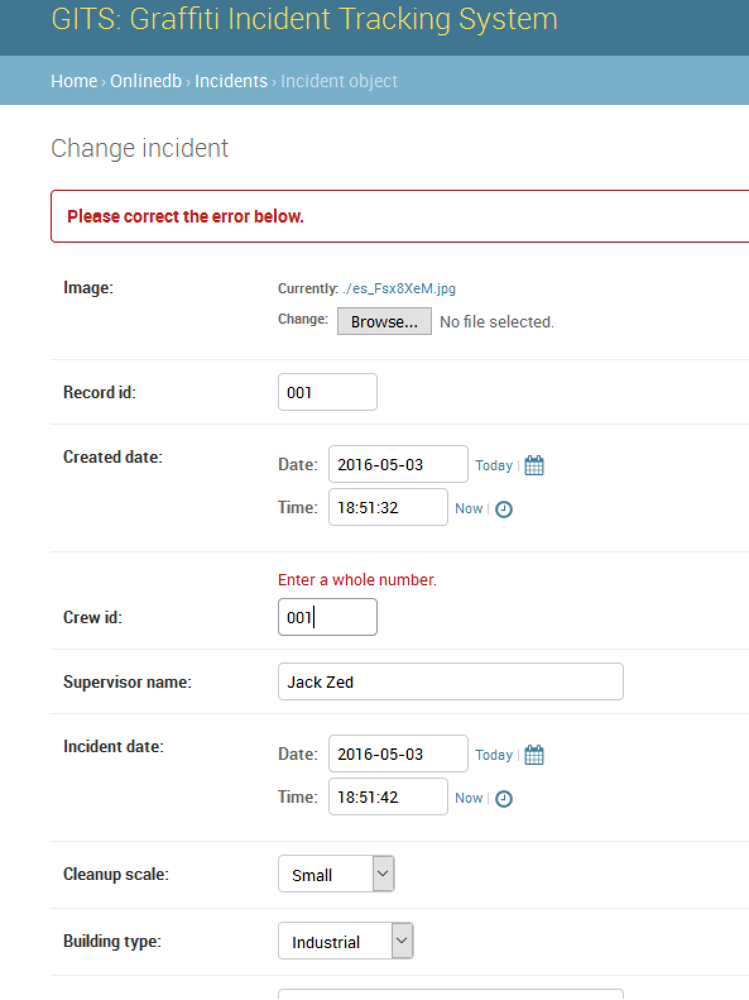 GITS: Graffiti Incident Tracking System
Home › Onlinedb › Incidents › Incident object
Change incident
Please correct the error below.
Image: Currently: ./es_Fsx8XeM.jpg
Change: Browse... No file selected.
Record id: 001
Created date: Date: 2016-05-03 Today |
Time: 18:51:32 Now |
Enter a whole number.
Crew id: 001
Supervisor name: Jack Zed
Incident date: Date: 2016-05-03 Today |
Time: 18:51:42 Now |
Cleanup scale: Small
Building type: Industrial